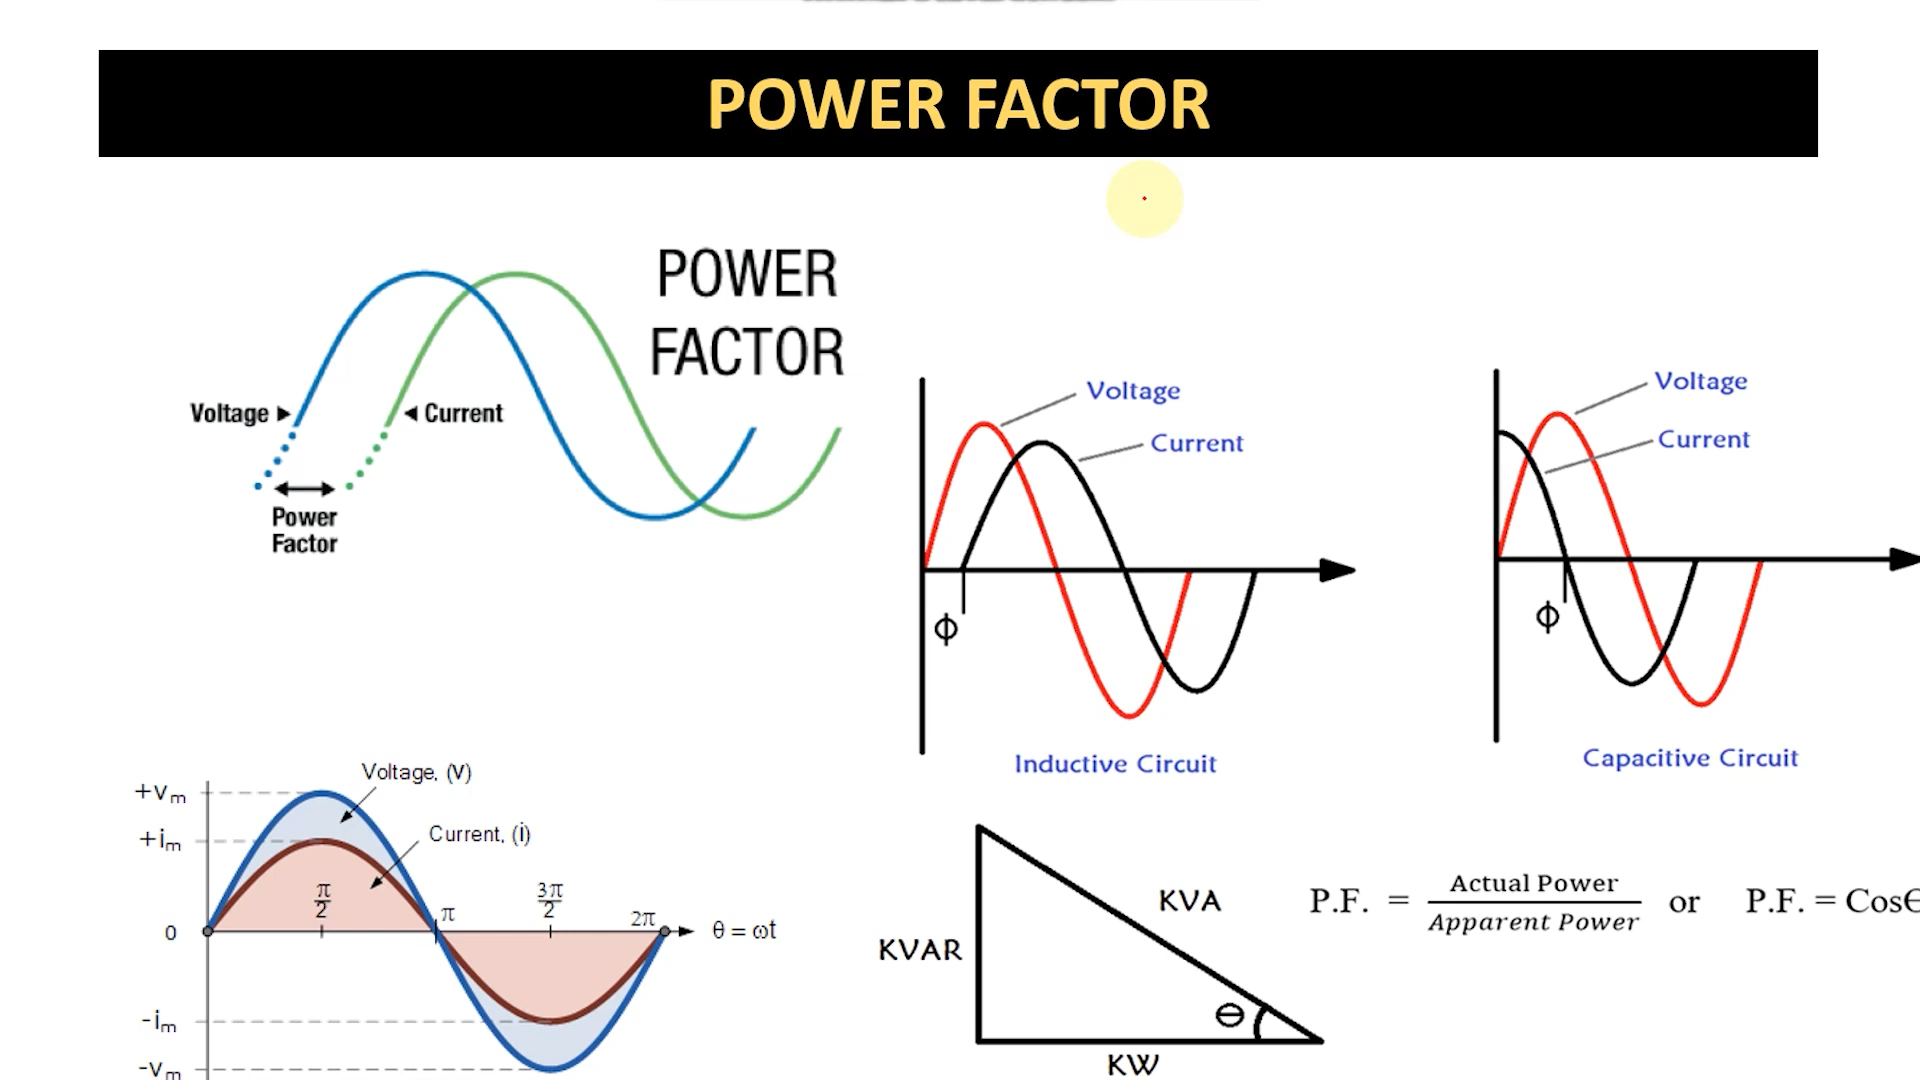 POWER FACTOR
POWER
FACTOR
Voltage
Current
Power
Factor
Voltage
Current
ϕ
Inductive Circuit
Voltage
Current
ϕ
Capacitive Circuit
Voltage, (V)
+Vm
Current, (i)
+im
π/2
3π/2
π
2π
0
θ = ωt
-im
-Vm
KVA
KVAR
θ
KW
P.F. = Actual Power / Apparent Power or P.F. = Cosθ